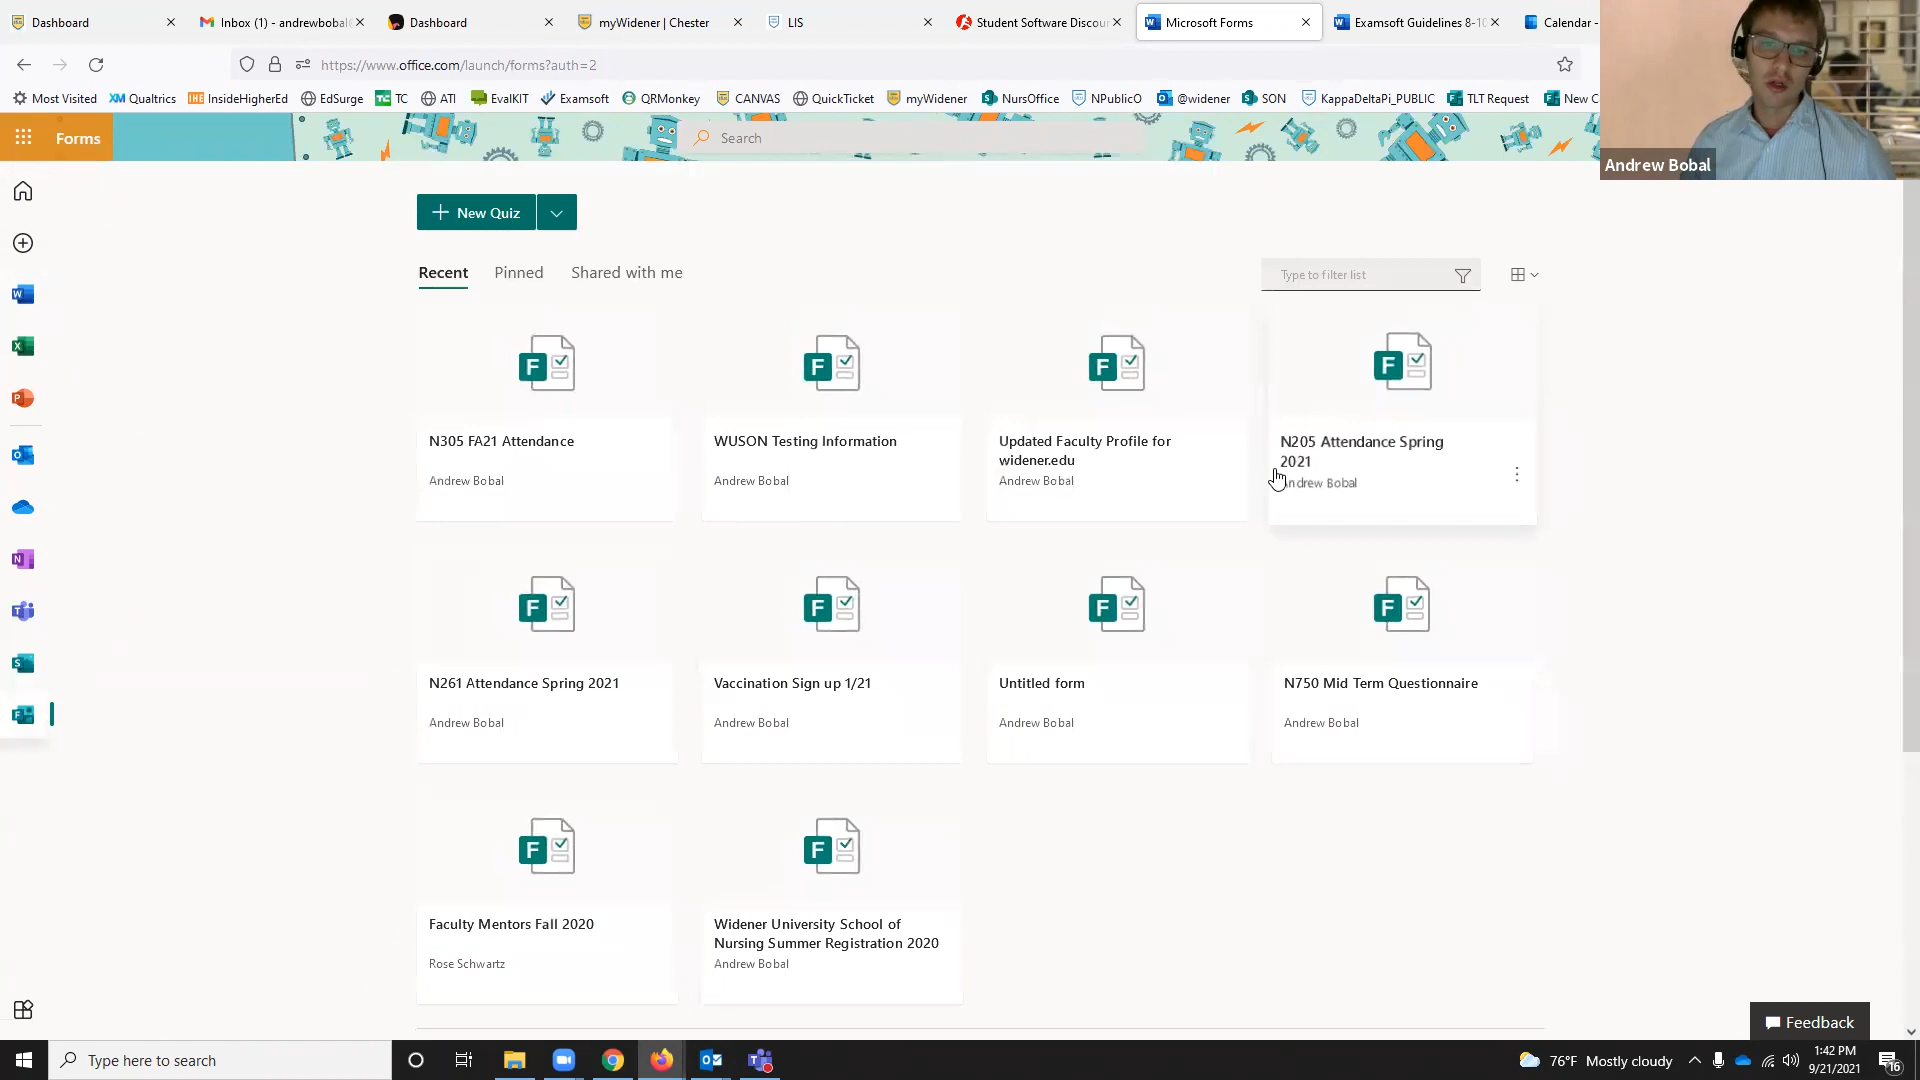 Dashboard
Inbox (1) - andrewbobal
Dashboard
myWidener | Chester
LIS
Student Software Discou
Microsoft Forms
Examsoft Guidelines 8-10
Calendar -
https://www.office.com/launch/forms?auth=2
Most Visited
Qualtrics
InsideHigherEd
EdSurge
TC
ATI
EvalKIT
Examsoft
QRMonkey
CANVAS
QuickTicket
myWidener
NursOffice
NPublicO
@widener
SON
KappaDeltaPi_PUBLIC
TLT Request
New C
Forms
Search
Andrew Bobal
New Quiz
Recent
Pinned
Shared with me
Type to filter list
N305 FA21 Attendance
Andrew Bobal
WUSON Testing Information
Andrew Bobal
Updated Faculty Profile for
widener.edu
Andrew Bobal
N205 Attendance Spring
2021
Andrew Bobal
N261 Attendance Spring 2021
Andrew Bobal
Vaccination Sign up 1/21
Andrew Bobal
Untitled form
Andrew Bobal
N750 Mid Term Questionnaire
Andrew Bobal
Faculty Mentors Fall 2020
Rose Schwartz
Widener University School of
Nursing Summer Registration 2020
Andrew Bobal
Feedback
Type here to search
76°F Mostly cloudy
1:42 PM
9/21/2021
16